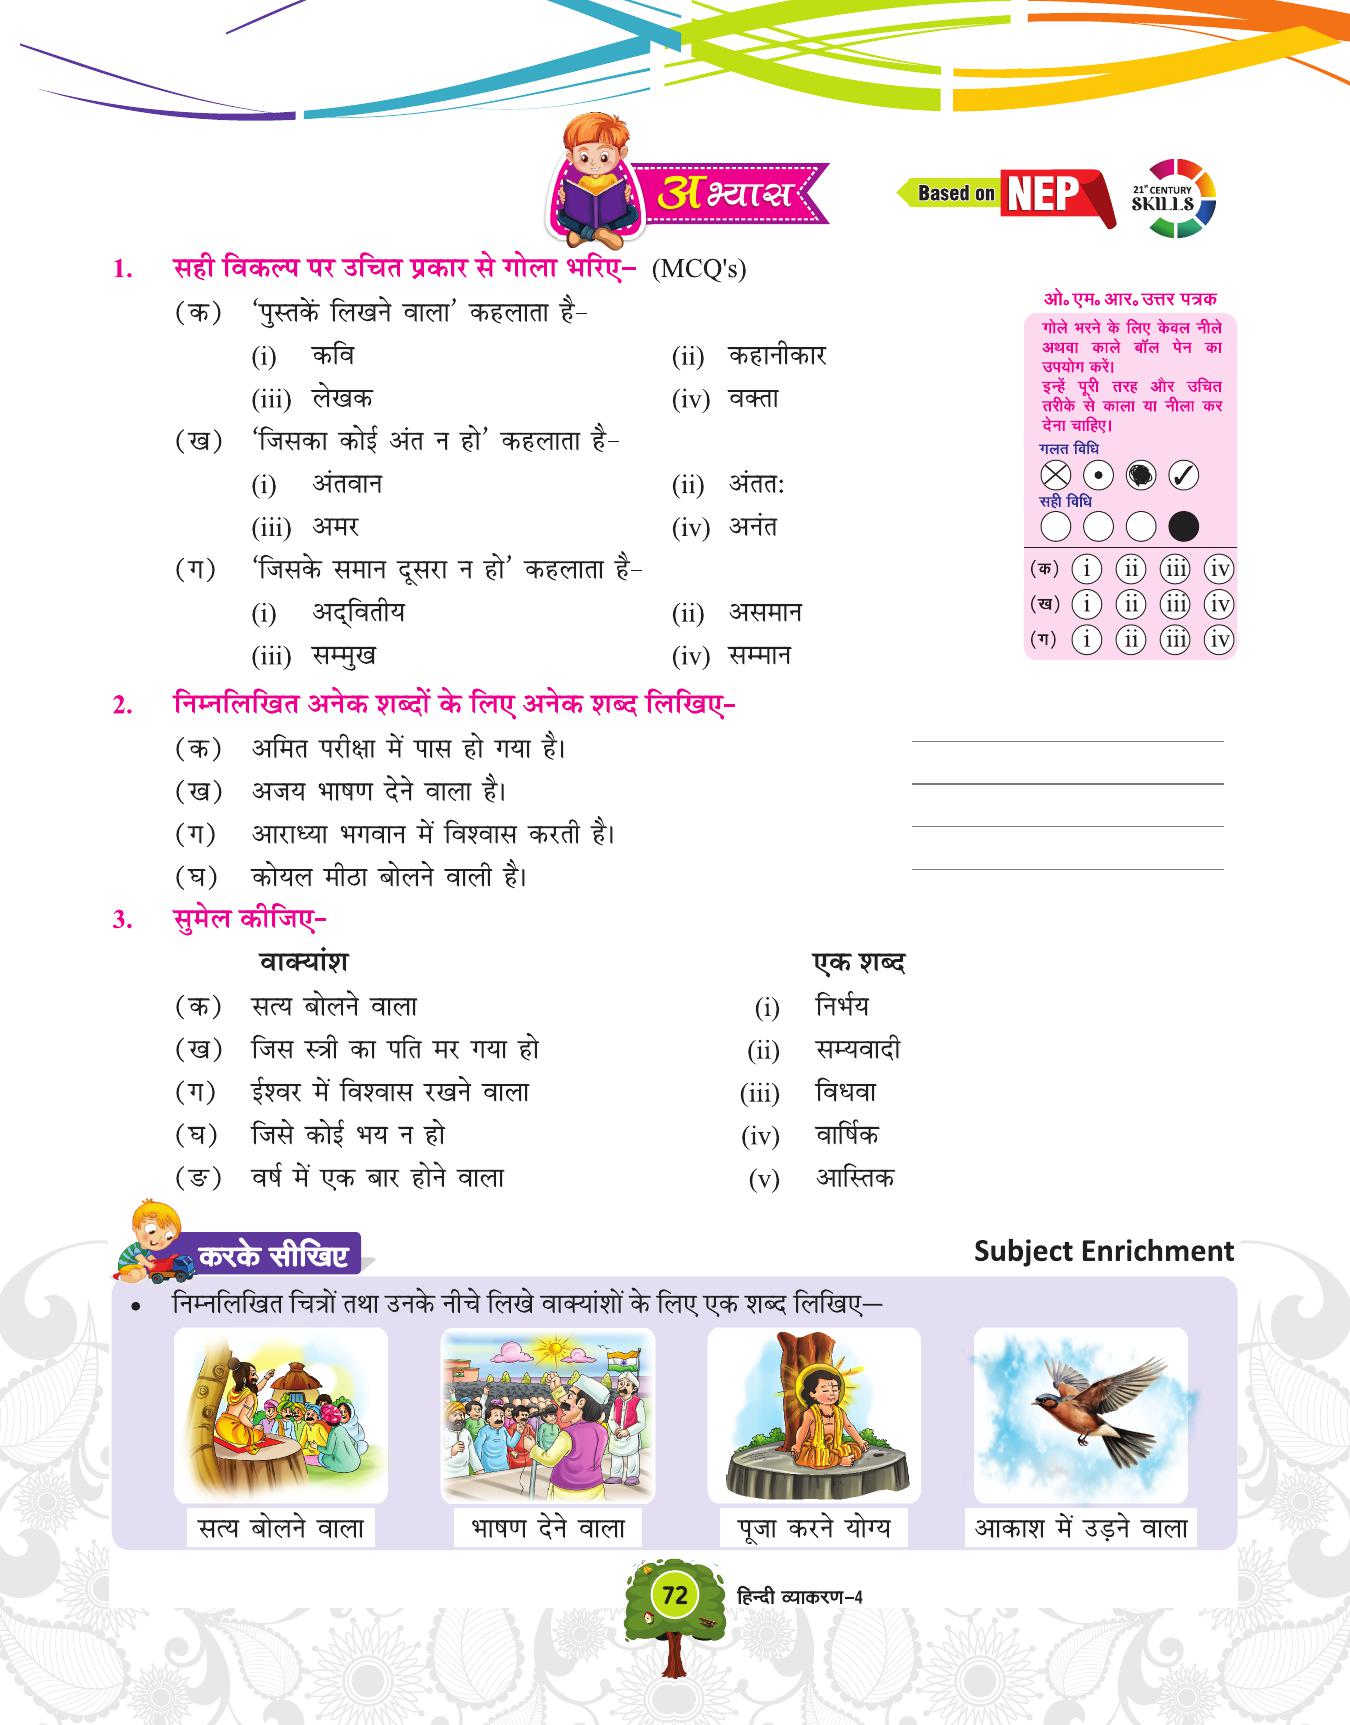 अभ्यास
Based on NEP
21st CENTURY
SKILLS
1. सही विकल्प पर उचित प्रकार से गोला भरिए– (MCQ's)
(क) ‘पुस्तकें लिखने वाला’ कहलाता है–
(i) कवि (ii) कहानीकार
(iii) लेखक (iv) वक्ता
(ख) ‘जिसका कोई अंत न हो’ कहलाता है–
(i) अंतवान (ii) अंतत:
(iii) अमर (iv) अनंत
(ग) ‘जिसके समान दूसरा न हो’ कहलाता है–
(i) अद्‌वितीय (ii) असमान
(iii) सम्मुख (iv) सम्मान
ओ॰ एम॰ आर॰ उत्तर पत्रक
गोले भरने के लिए केवल नीले
अथवा काले बॉल पेन का
उपयोग करें।
इन्हें पूरी तरह और उचित
तरीके से काला या नीला कर
देना चाहिए।
गलत विधि
सही विधि
(क) i ii iii iv
(ख) i ii iii iv
(ग) i ii iii iv
2. निम्नलिखित अनेक शब्दों के लिए अनेक शब्द लिखिए–
(क) अमित परीक्षा में पास हो गया है।
(ख) अजय भाषण देने वाला है।
(ग) आराध्या भगवान में विश्वास करती है।
(घ) कोयल मीठा बोलने वाली है।
3. सुमेल कीजिए–
वाक्यांश एक शब्द
(क) सत्य बोलने वाला (i) निर्भय
(ख) जिस स्त्री का पति मर गया हो (ii) सम्यवादी
(ग) ईश्वर में विश्वास रखने वाला (iii) विधवा
(घ) जिसे कोई भय न हो (iv) वार्षिक
(ङ) वर्ष में एक बार होने वाला (v) आस्तिक
करके सीखिए Subject Enrichment
• निम्नलिखित चित्रों तथा उनके नीचे लिखे वाक्यांशों के लिए एक शब्द लिखिए—
सत्य बोलने वाला भाषण देने वाला पूजा करने योग्य आकाश में उड़ने वाला
72 हिन्दी व्याकरण–4